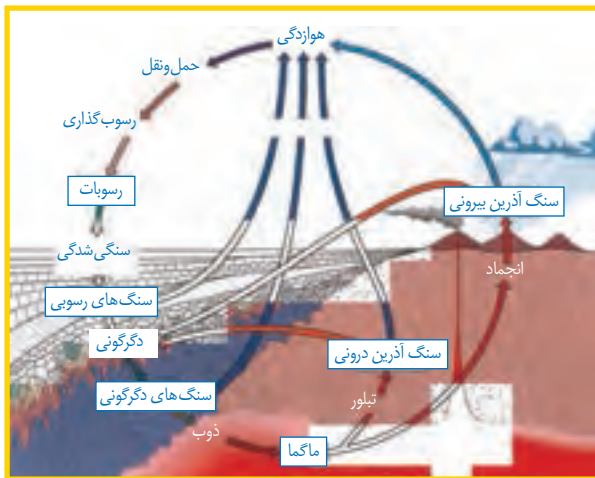 هوازدگی
حمل‌ونقل
رسوب‌گذاری
رسوبات
سنگ آذرین بیرونی
سنگی‌شدگی
انجماد
سنگ‌های رسوبی
دگرگونی
سنگ آذرین درونی
سنگ‌های دگرگونی
تبلور
ذوب
ماگما